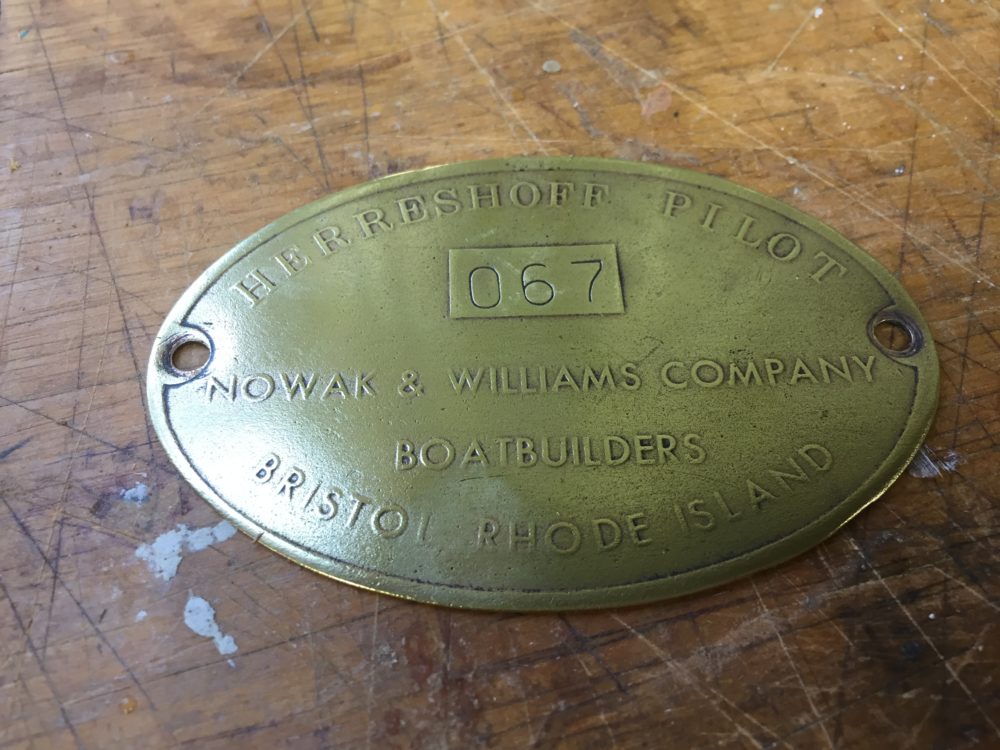 HERRESHOFF PILOT
067
NOWAK & WILLIAMS COMPANY
BOATBUILDERS
BRISTOL RHODE ISLAND